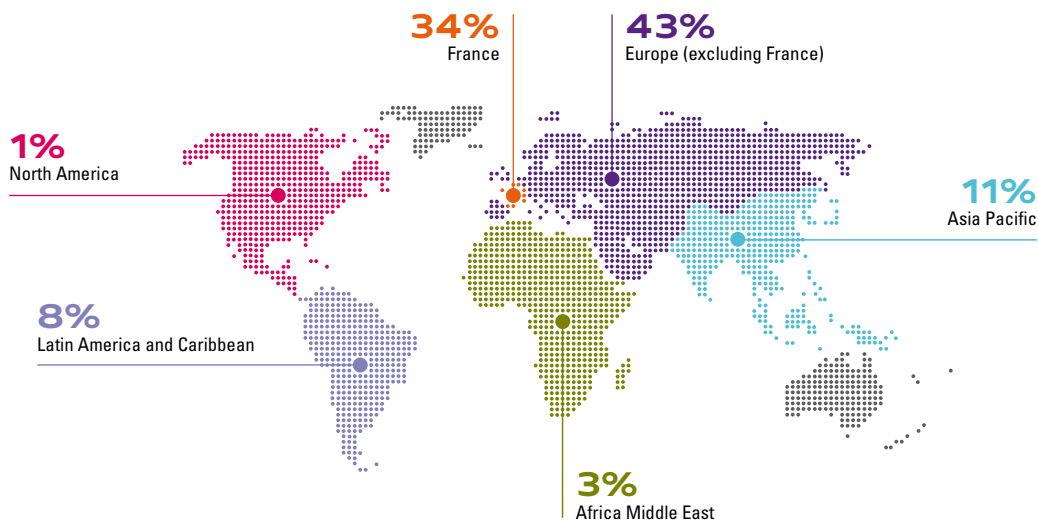 34%
France
43%
Europe (excluding France)
1%
North America
11%
Asia Pacific
8%
Latin America and Caribbean
3%
Africa Middle East